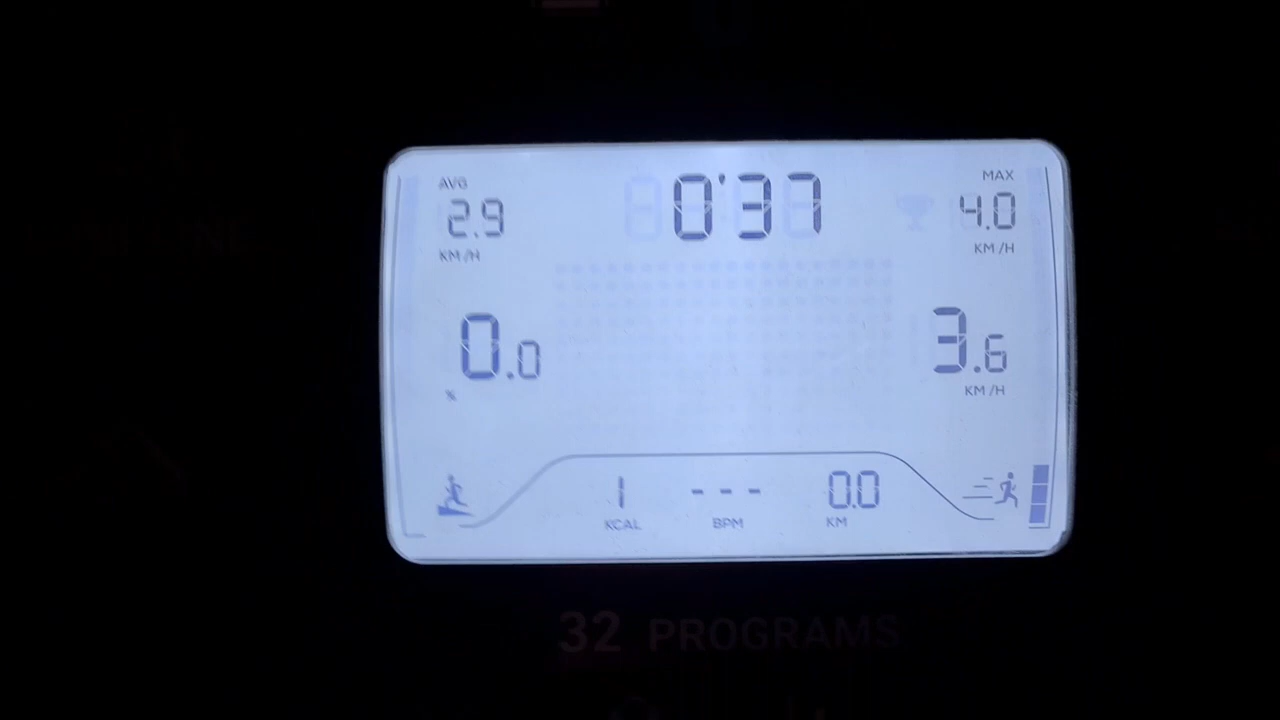 AVG
2.9
KM/H
0'37
MAX
4.0
KM/H
0.0
%
3.6
KM/H
1
KCAL
---
BPM
0.0
KM
32 PROGRAMS